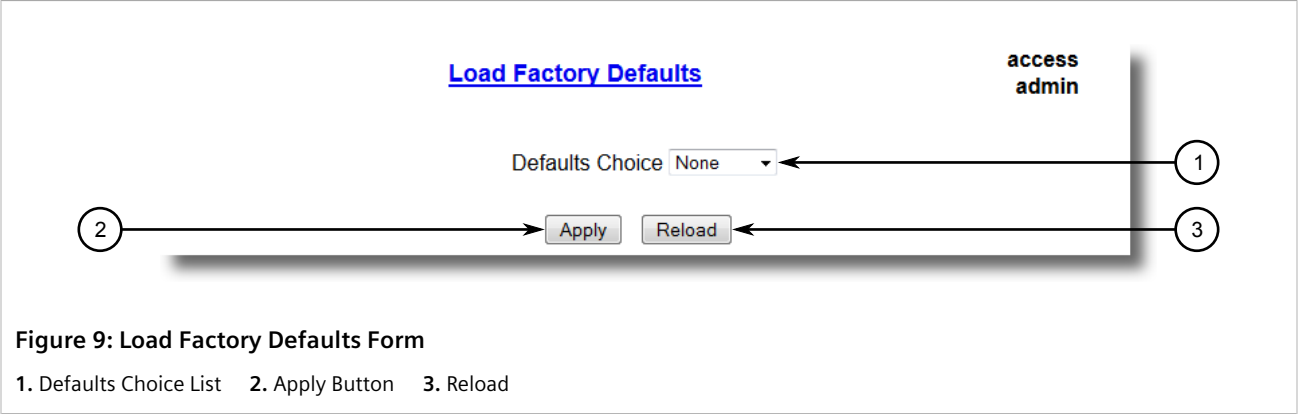 Load Factory Defaults
access
admin
Defaults Choice None
1
2
Apply Reload
3
Figure 9: Load Factory Defaults Form
1. Defaults Choice List 2. Apply Button 3. Reload